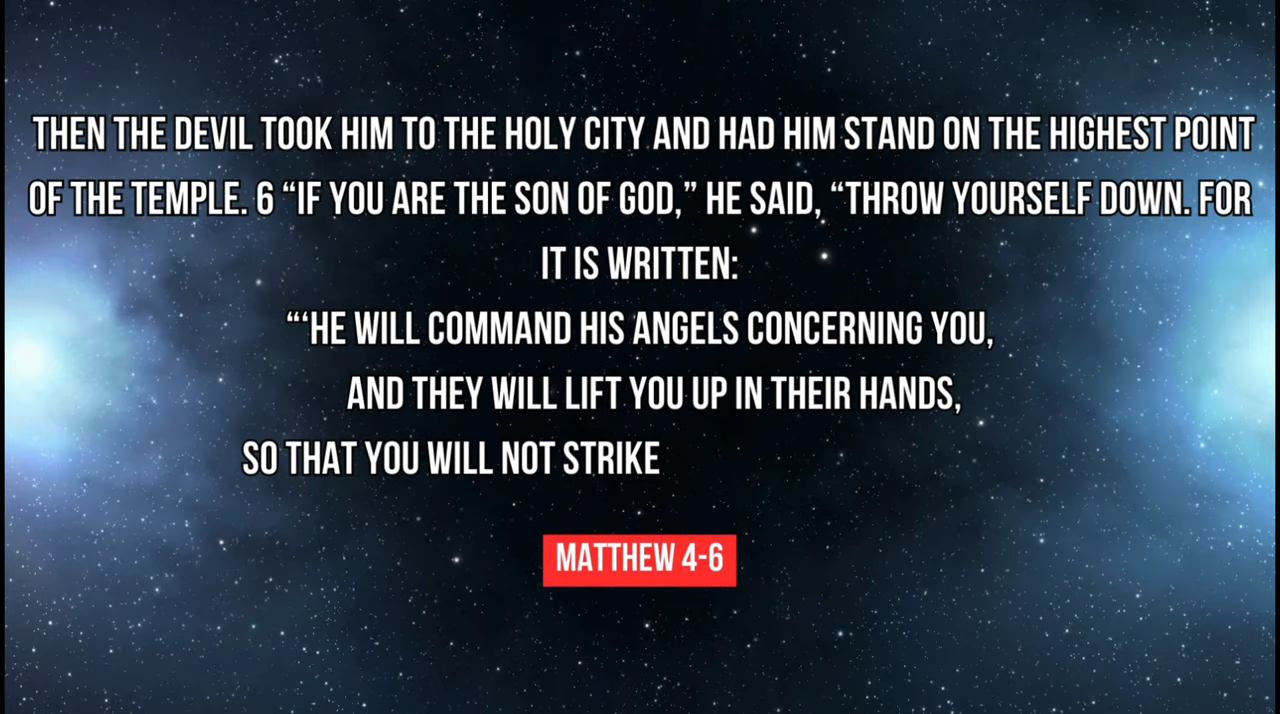 THEN THE DEVIL TOOK HIM TO THE HOLY CITY AND HAD HIM STAND ON THE HIGHEST POINT
OF THE TEMPLE. 6 “IF YOU ARE THE SON OF GOD,” HE SAID, “THROW YOURSELF DOWN. FOR
IT IS WRITTEN:
“‘HE WILL COMMAND HIS ANGELS CONCERNING YOU,
AND THEY WILL LIFT YOU UP IN THEIR HANDS,
SO THAT YOU WILL NOT STRIKE
MATTHEW 4-6